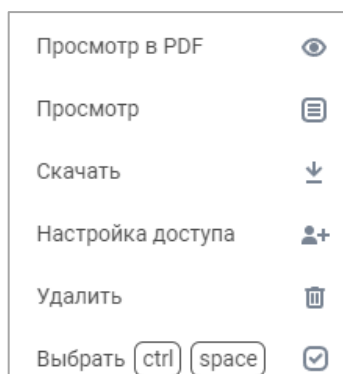 Просмотр в PDF
Просмотр
Скачать
Настройка доступа
Удалить
Выбрать ctrl space